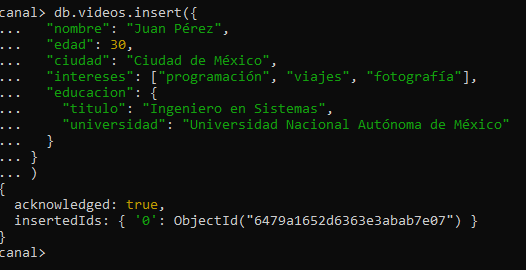 canal> db.videos.insert({
...   "nombre": "Juan Pérez",
...   "edad": 30,
...   "ciudad": "Ciudad de México",
...   "intereses": ["programación", "viajes", "fotografía"],
...   "educacion": {
...     "titulo": "Ingeniero en Sistemas",
...     "universidad": "Universidad Nacional Autónoma de México"
...   }
... }
... )
{
  acknowledged: true,
  insertedIds: { '0': ObjectId("6479a1652d6363e3abab7e07") }
}
canal>